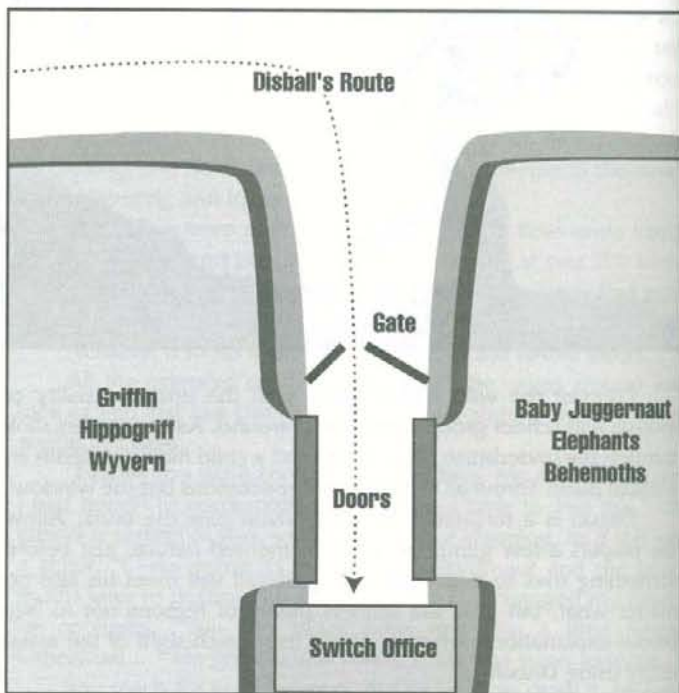 Disball's Route
Gate
Griffin
Hippogriff
Wyvern
Baby Juggernaut
Elephants
Behemoths
Doors
Switch Office